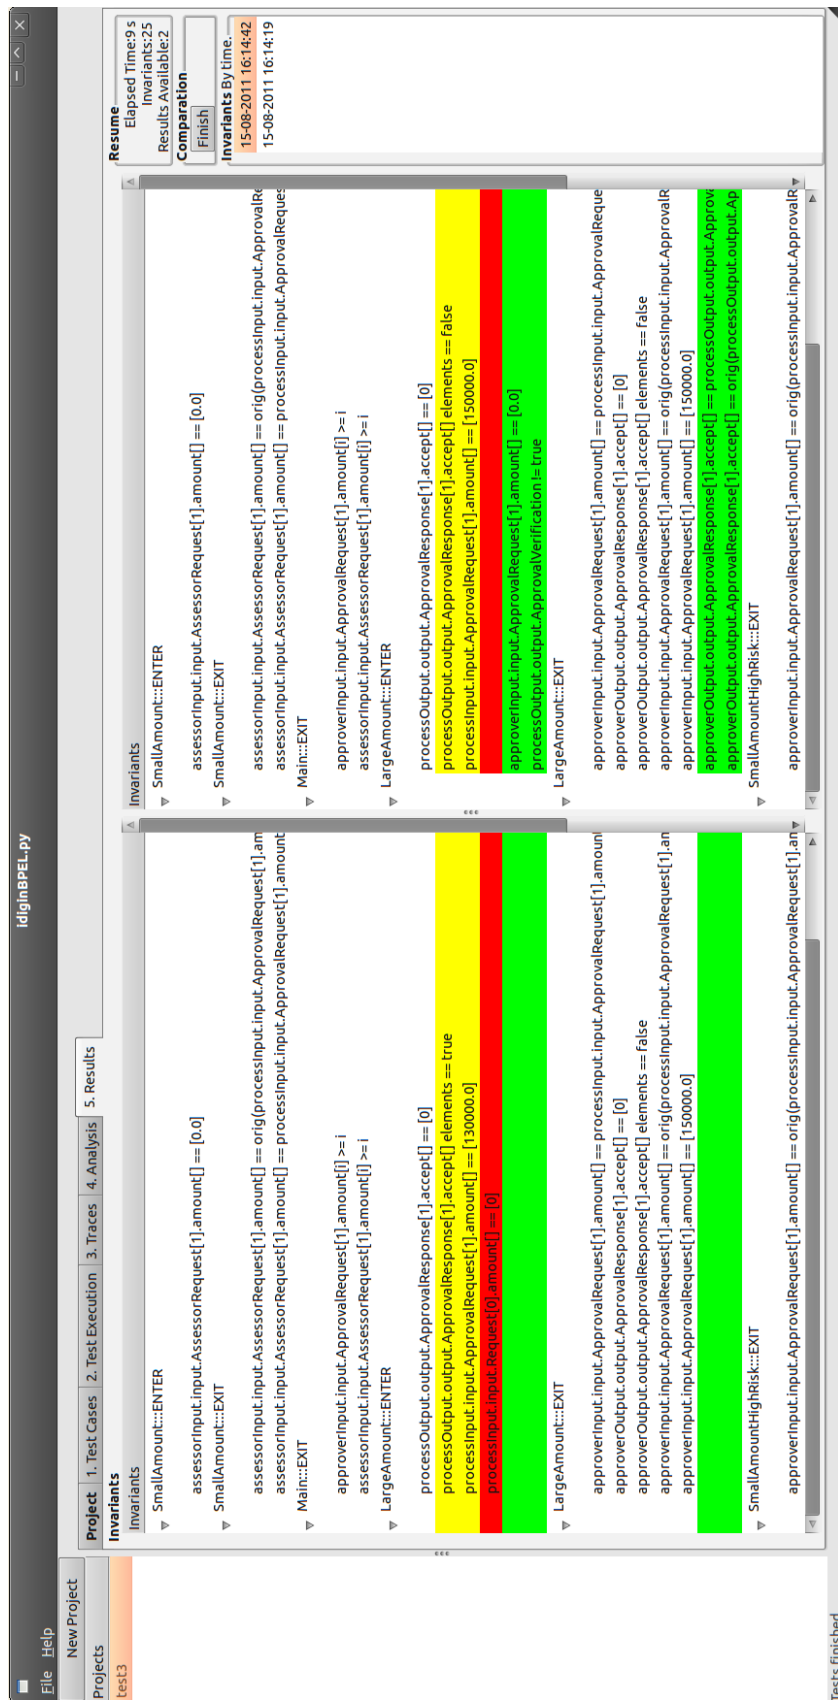 idiginBPEL.py
File Help
New Project
Projects
test3
Project 1. Test Cases 2. Test Execution 3. Traces 4. Analysis 5. Results
Invariants
Invariants
SmallAmount:::ENTER
assessorInput.input.AssessorRequest[1].amount[] == [0.0]
SmallAmount:::EXIT
assessorInput.input.AssessorRequest[1].amount[] == orig(processInput.input.ApprovalRequest[1].am
assessorInput.input.AssessorRequest[1].amount[] == processInput.input.ApprovalRequest[1].amount
Main:::EXIT
approverInput.input.ApprovalRequest[1].amount[i] >= i
assessorInput.input.AssessorRequest[1].amount[i] >= i
LargeAmount:::ENTER
processOutput.output.ApprovalResponse[1].accept[] == [0]
processOutput.output.ApprovalResponse[1].accept[] elements == true
processInput.input.ApprovalRequest[1].amount[] == [130000.0]
processInput.input.Request[0].amount[] == [0]
LargeAmount:::EXIT
approverInput.input.ApprovalRequest[1].amount[] == processInput.input.ApprovalRequest[1].amount
approverOutput.output.ApprovalResponse[1].accept[] == [0]
approverOutput.output.ApprovalResponse[1].accept[] elements == false
approverInput.input.ApprovalRequest[1].amount[] == orig(processInput.input.ApprovalRequest[1].an
approverInput.input.ApprovalRequest[1].amount[] == [150000.0]
SmallAmountHighRisk:::EXIT
approverInput.input.ApprovalRequest[1].amount[] == orig(processInput.input.ApprovalRequest[1].an
Invariants
SmallAmount:::ENTER
assessorInput.input.AssessorRequest[1].amount[] == [0.0]
SmallAmount:::EXIT
assessorInput.input.AssessorRequest[1].amount[] == orig(processInput.input.ApprovalRe
assessorInput.input.AssessorRequest[1].amount[] == processInput.input.ApprovalReques
Main:::EXIT
approverInput.input.ApprovalRequest[1].amount[i] >= i
assessorInput.input.AssessorRequest[1].amount[i] >= i
LargeAmount:::ENTER
processOutput.output.ApprovalResponse[1].accept[] == [0]
processOutput.output.ApprovalResponse[1].accept[] elements == false
processInput.input.ApprovalRequest[1].amount[] == [150000.0]
approverInput.input.ApprovalRequest[1].amount[] == [0.0]
processOutput.output.ApprovalVerification != true
LargeAmount:::EXIT
approverInput.input.ApprovalRequest[1].amount[] == processInput.input.ApprovalReque
approverOutput.output.ApprovalResponse[1].accept[] == [0]
approverOutput.output.ApprovalResponse[1].accept[] elements == false
approverInput.input.ApprovalRequest[1].amount[] == orig(processInput.input.ApprovalR
approverInput.input.ApprovalRequest[1].amount[] == [150000.0]
approverOutput.output.ApprovalResponse[1].accept[] == processOutput.output.Approva
approverOutput.output.ApprovalResponse[1].accept[] == orig(processOutput.output.Ap
SmallAmountHighRisk:::EXIT
approverInput.input.ApprovalRequest[1].amount[] == orig(processInput.input.ApprovalR
Resume
Elapsed Time:9 s
Invariants:25
Results Available:2
Comparation
Finish
Invariants By time.
15-08-2011 16:14:42
15-08-2011 16:14:19
Tests finished